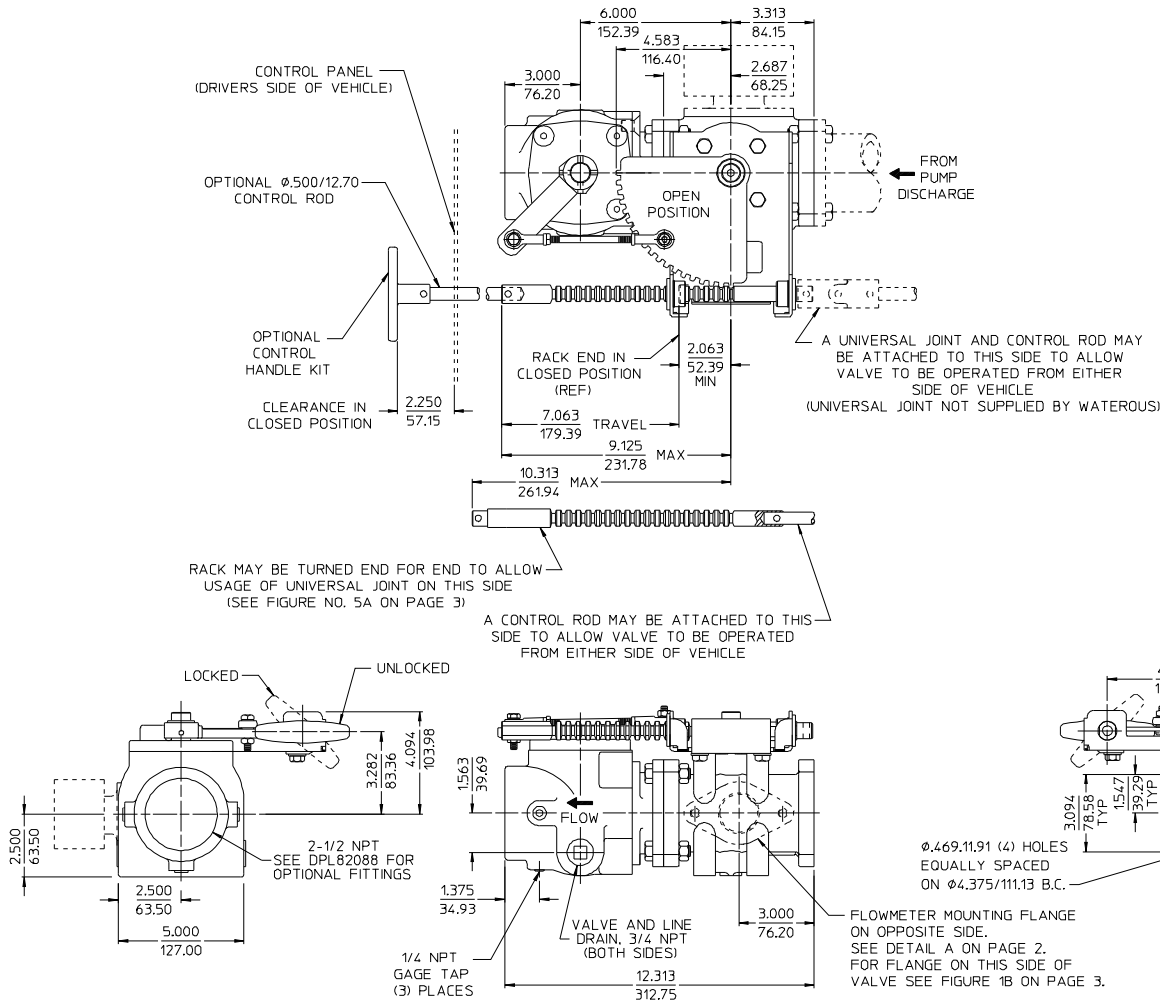 6.000
152.39
3.313
84.15
4.583
116.40
3.000
76.20
2.687
68.25
CONTROL PANEL
(DRIVERS SIDE OF VEHICLE)
OPTIONAL Ø.500/12.70
CONTROL ROD
OPEN
POSITION
FROM
PUMP
DISCHARGE
OPTIONAL
CONTROL
HANDLE KIT
RACK END IN
CLOSED POSITION
(REF)
2.063
52.39
MIN
A UNIVERSAL JOINT AND CONTROL ROD MAY
BE ATTACHED TO THIS SIDE TO ALLOW
VALVE TO BE OPERATED FROM EITHER
SIDE OF VEHICLE
(UNIVERSAL JOINT NOT SUPPLIED BY WATEROUS)
CLEARANCE IN
CLOSED POSITION
2.250
57.15
7.063
179.39
TRAVEL
9.125
231.78
MAX
10.313
261.94
MAX
RACK MAY BE TURNED END FOR END TO ALLOW
USAGE OF UNIVERSAL JOINT ON THIS SIDE
(SEE FIGURE NO. 5A ON PAGE 3)
A CONTROL ROD MAY BE ATTACHED TO THIS
SIDE TO ALLOW VALVE TO BE OPERATED
FROM EITHER SIDE OF VEHICLE
LOCKED
UNLOCKED
3.282
83.36
4.094
103.98
2.500
63.50
2-1/2 NPT
SEE DPL82088 FOR
OPTIONAL FITTINGS
2.500
63.50
5.000
127.00
1.563
39.69
FLOW
1.375
34.93
1/4 NPT
GAGE TAP
(3) PLACES
VALVE AND LINE
DRAIN, 3/4 NPT
(BOTH SIDES)
3.000
76.20
12.313
312.75
3.094
78.58
TYP
1.547
39.29
TYP
Ø.469.11.91 (4) HOLES
EQUALLY SPACED
ON Ø4.375/111.13 B.C.
FLOWMETER MOUNTING FLANGE
ON OPPOSITE SIDE.
SEE DETAIL A ON PAGE 2.
FOR FLANGE ON THIS SIDE OF
VALVE SEE FIGURE 1B ON PAGE 3.